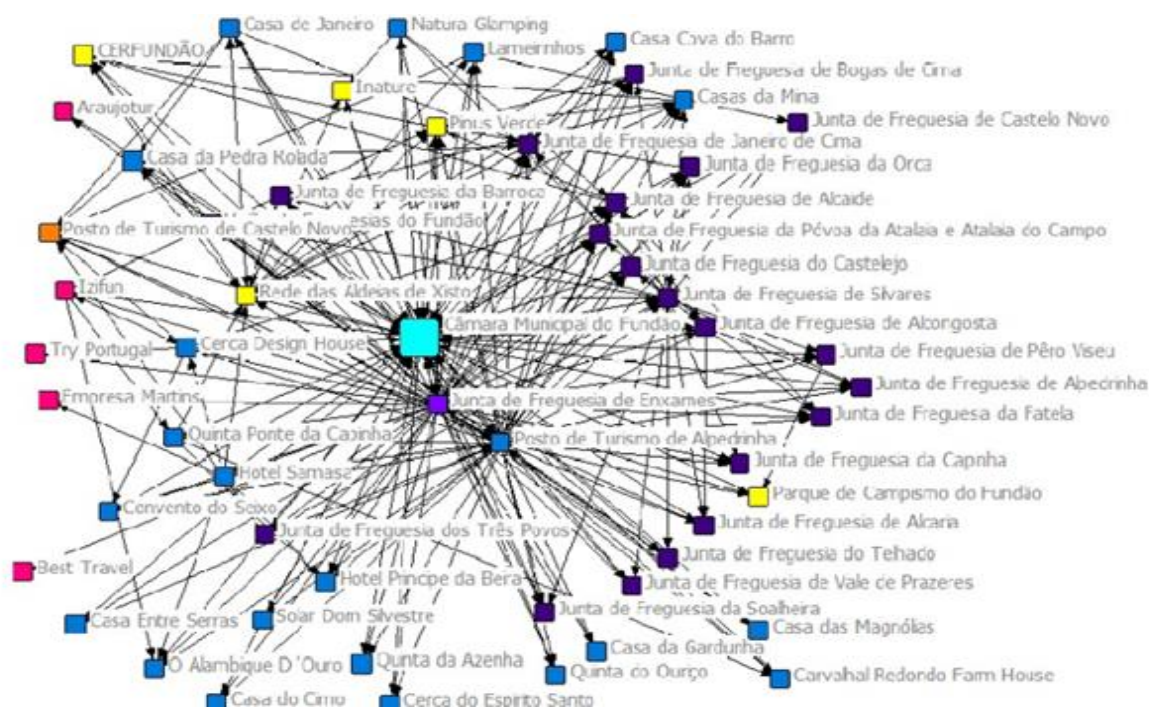 Casa de Janeiro
Natura Glamping
CERFUNDÃO
Lameirinhos
Casa Cova do Barro
Inature
Junta de Freguesia de Bogas de Cima
Araujotur
Casas da Mina
Pinus Verde
Junta de Freguesia de Castelo Novo
Junta de Freguesia de Janeiro de Cima
Casa da Pedra Rolada
Junta de Freguesia da Orca
Junta de Freguesia da Barroca
Junta de Freguesia de Alcaide
esias do Fundão
Posto de Turismo de Castelo Novo
Junta de Freguesia da Póvoa da Atalaia e Atalaia do Campo
Junta de Freguesia do Castelejo
Izifun
Rede das Aldeias de Xisto
Junta de Freguesia de Silvares
Câmara Municipal do Fundão
Junta de Freguesia de Alcongosta
Cerca Design House
Try Portugal
Junta de Freguesia de Pêro Viseu
Junta de Freguesia de Alpedrinha
Empresa Martins
Junta de Freguesia de Enxames
Junta de Freguesia da Fatela
Quinta Ponte da Capinha
Posto de Turismo de Alpedrinha
Junta de Freguesia da Capinha
Hotel Samasa
Parque de Campismo do Fundão
Convento do Seixo
Junta de Freguesia de Alcaria
Junta de Freguesia dos Três Povos
Junta de Freguesia do Telhado
Best Travel
Hotel Principe da Beira
Junta de Freguesia de Vale de Prazeres
Junta de Freguesia da Soalheira
Casa Entre Serras
Solar Dom Silvestre
Casa das Magnólias
Casa da Gardunha
O Alambique D´Ouro
Quinta da Azenha
Quinta do Ourço
Carvalhal Redondo Farm House
Casa do Cimo
Cerca do Espirito Santo